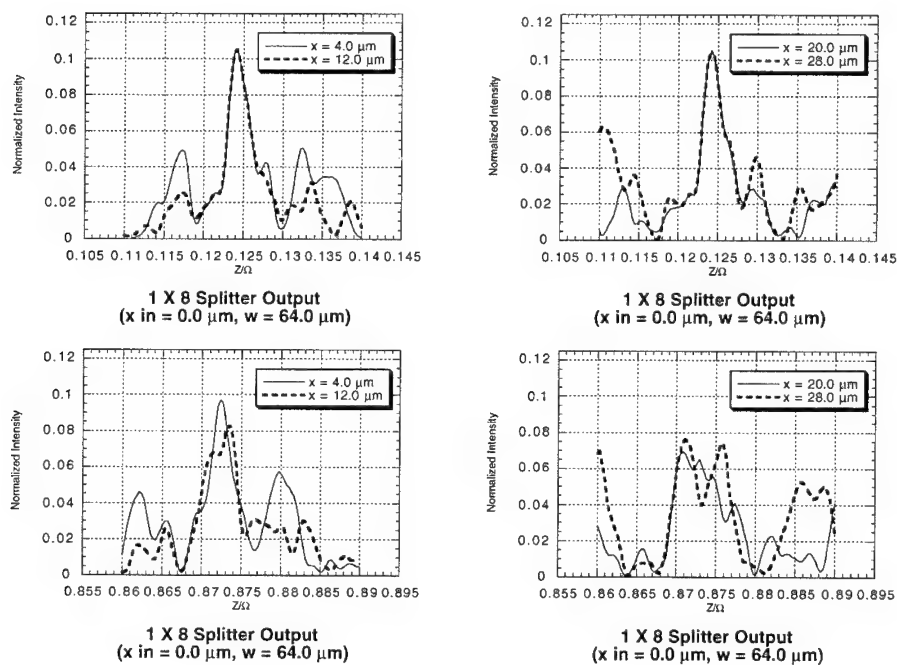 0.12
0.1
0.08
0.06
0.04
0.02
0
Normalized Intensity
x = 4.0 µm
x = 12.0 µm
0.105 0.11 0.115 0.12 0.125 0.13 0.135 0.14 0.145
Z/Ω
1 X 8 Splitter Output
(x in = 0.0 µm, w = 64.0 µm)
0.12
0.1
0.08
0.06
0.04
0.02
0
Normalized Intensity
x = 20.0 µm
x = 28.0 µm
0.105 0.11 0.115 0.12 0.125 0.13 0.135 0.14 0.145
Z/Ω
1 X 8 Splitter Output
(x in = 0.0 µm, w = 64.0 µm)
0.12
0.1
0.08
0.06
0.04
0.02
0
Normalized Intensity
x = 4.0 µm
x = 12.0 µm
0.855 0.86 0.865 0.87 0.875 0.88 0.885 0.89 0.895
Z/Ω
1 X 8 Splitter Output
(x in = 0.0 µm, w = 64.0 µm)
0.12
0.1
0.08
0.06
0.04
0.02
0
Normalized Intensity
x = 20.0 µm
x = 28.0 µm
0.855 0.86 0.865 0.87 0.875 0.88 0.885 0.89 0.895
Z/Ω
1 X 8 Splitter Output
(x in = 0.0 µm, w = 64.0 µm)